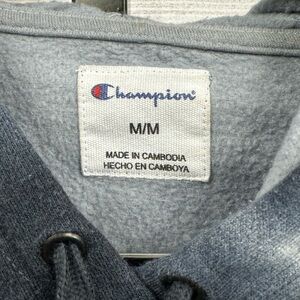 Champion
M/M
MADE IN CAMBODIA
HECHO EN CAMBOYA